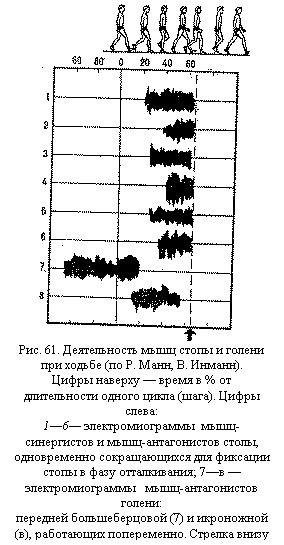 60 80 0 20 40 60
1
2
3
4
5
6
7.
8
Рис. 61. Деятельность мышц стопы и голени
при ходьбе (по Р. Манн, В. Инманн).
Цифры наверху — время в % от
длительности одного цикла (шага). Цифры
слева:
1—6— электромиограммы мышц-
синергистов и мышц-антагонистов стопы,
одновременно сокращающихся для фиксации
стопы в фазу отталкивания; 7—в —
электромиограммы мышц-антагонистов
голени:
передней большеберцовой (7) и икроножной
(в), работающих попеременно. Стрелка внизу